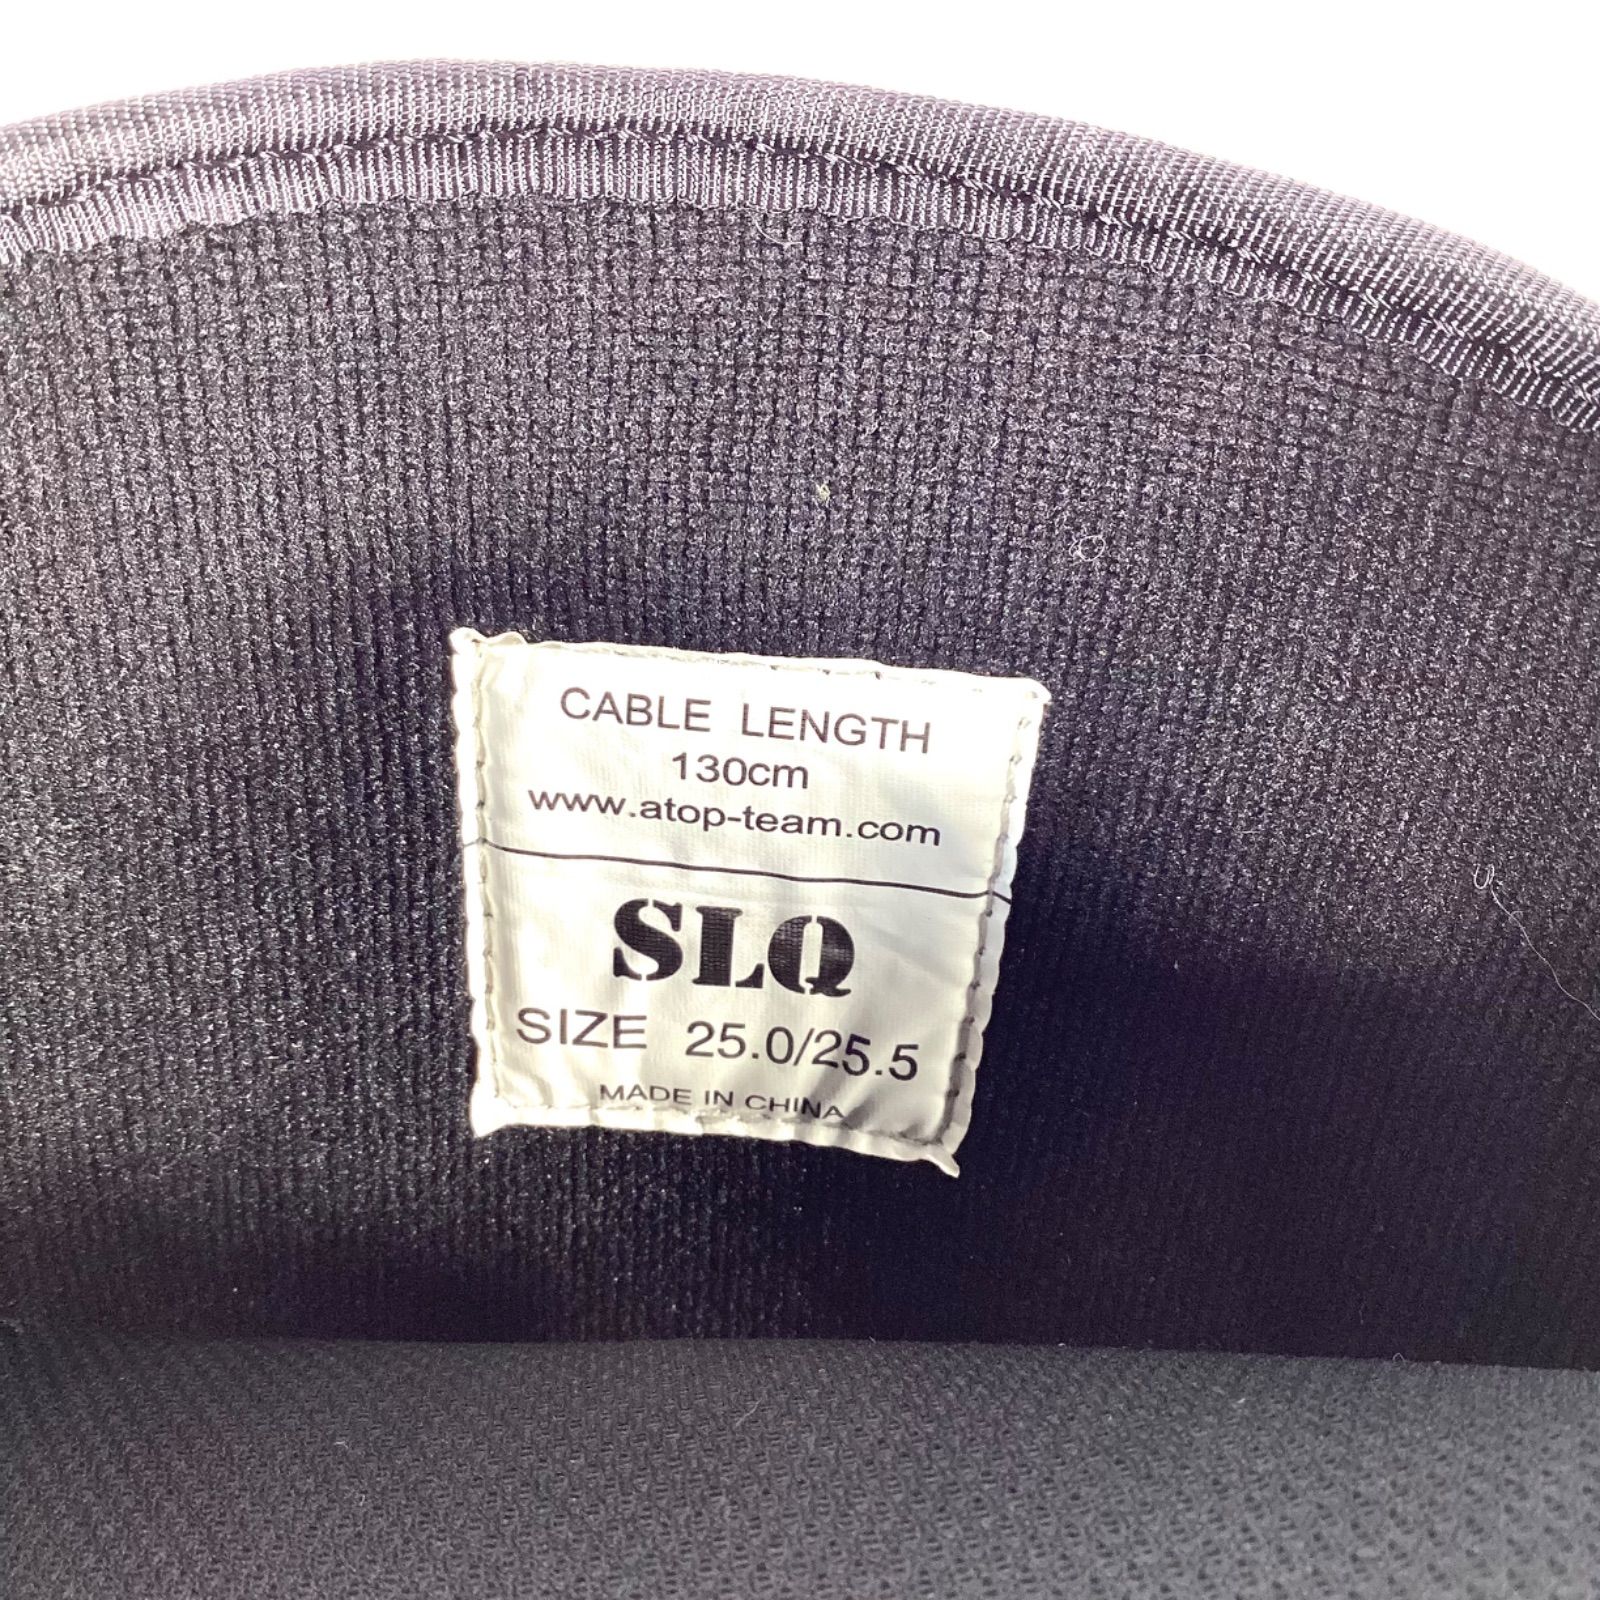 CABLE LENGTH
130cm
www.atop-team.com
SLQ
SIZE 25.0/25.5
MADE IN CHINA